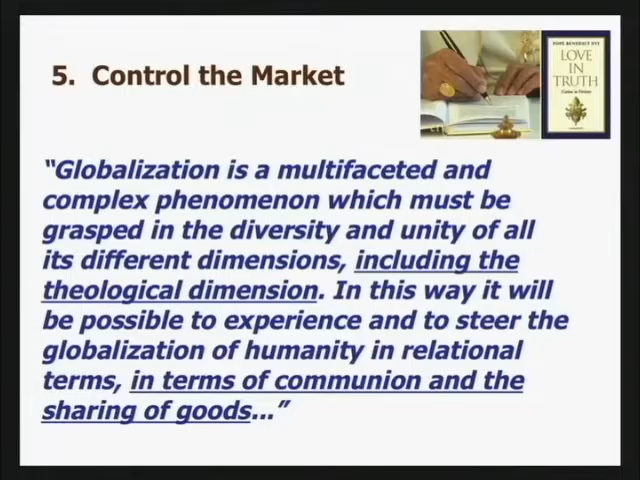 5. Control the Market
POPE BENEDICT XVI
LOVE
IN
TRUTH
“Globalization is a multifaceted and
complex phenomenon which must be
grasped in the diversity and unity of all
its different dimensions, including the
theological dimension. In this way it will
be possible to experience and to steer the
globalization of humanity in relational
terms, in terms of communion and the
sharing of goods...”